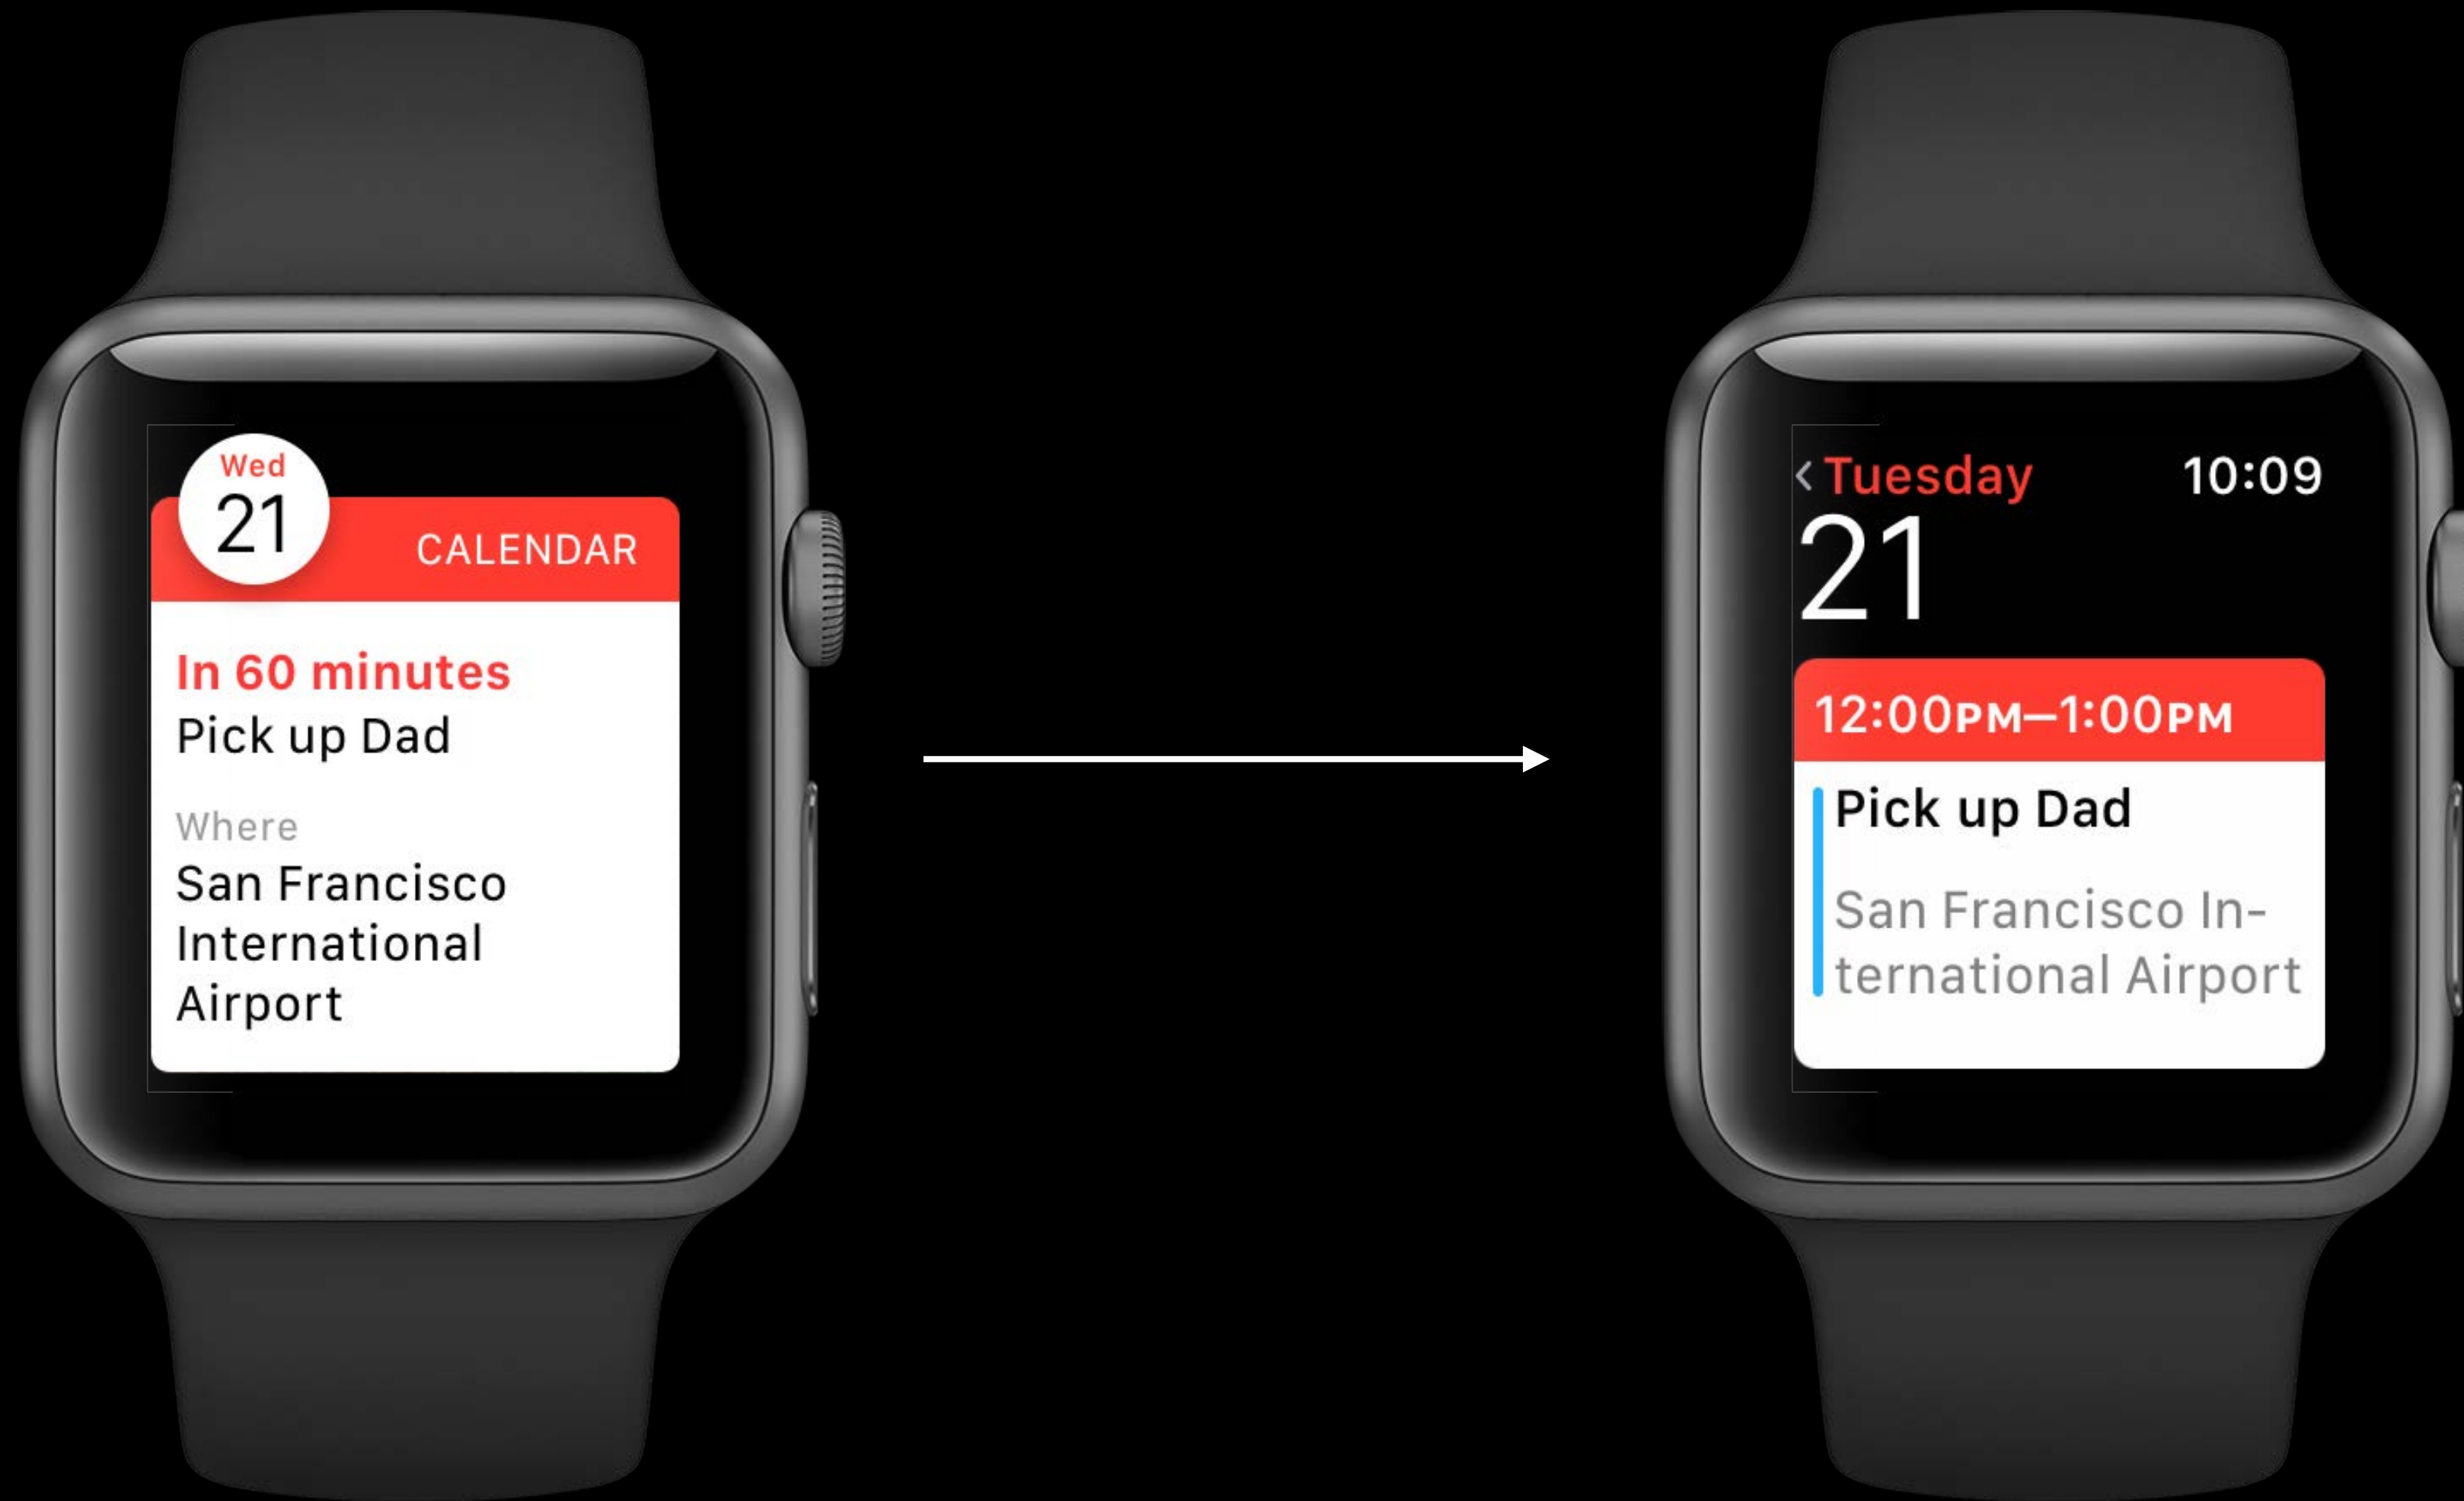 Wed
21
CALENDAR
In 60 minutes
Pick up Dad
Where
San Francisco
International
Airport
‹ Tuesday 10:09
21
12:00PM–1:00PM
Pick up Dad
San Francisco In-
ternational Airport